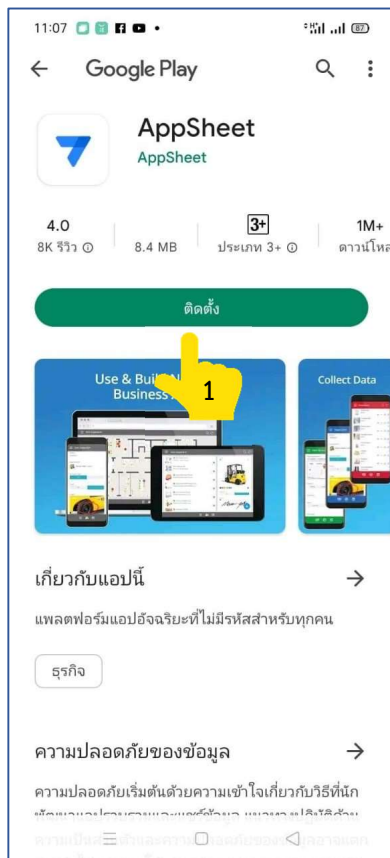 11:07
87
Google Play
AppSheet
AppSheet
4.0
8K รีวิว
8.4 MB
3+
ประเภท 3+
1M+
ดาวน์โหล
ติดตั้ง
1
Use & Buil
Business
Collect Data
เกี่ยวกับแอปนี้
แพลตฟอร์มแอปอัจฉริยะที่ไม่มีรหัสสำหรับทุกคน
ธุรกิจ
ความปลอดภัยของข้อมูล
ความปลอดภัยเริ่มต้นด้วยความเข้าใจเกี่ยวกับวิธีที่นัก